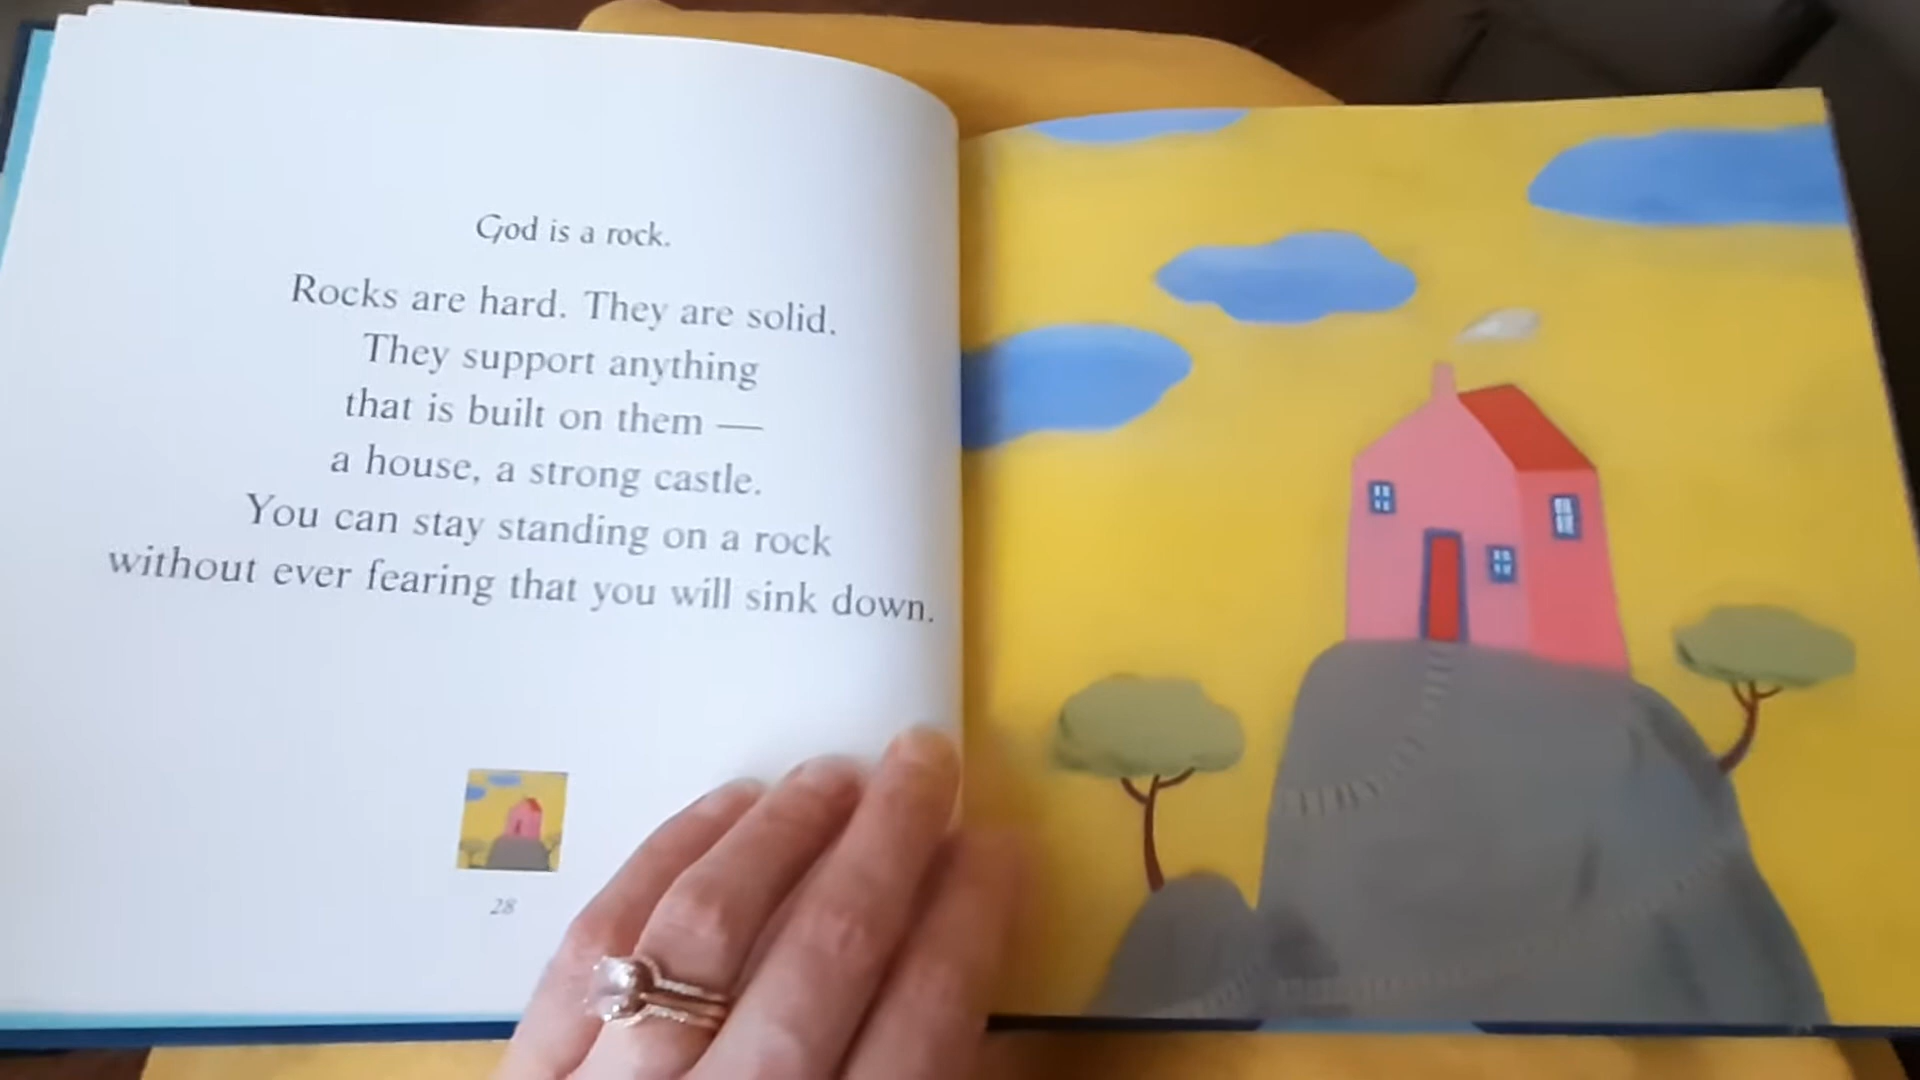 God is a rock.
Rocks are hard. They are solid.
They support anything
that is built on them —
a house, a strong castle.
You can stay standing on a rock
without ever fearing that you will sink down.
28